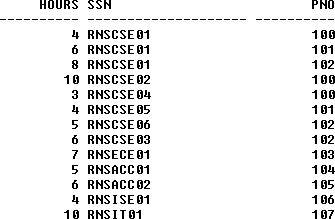 HOURS SSN PNO
---------- -------------------- ----------
4 RNSCSE01 100
6 RNSCSE01 101
8 RNSCSE01 102
10 RNSCSE02 100
3 RNSCSE04 100
4 RNSCSE05 101
5 RNSCSE06 102
6 RNSCSE03 102
7 RNSECE01 103
5 RNSACC01 104
6 RNSACC02 105
4 RNSISE01 106
10 RNSIT01 107